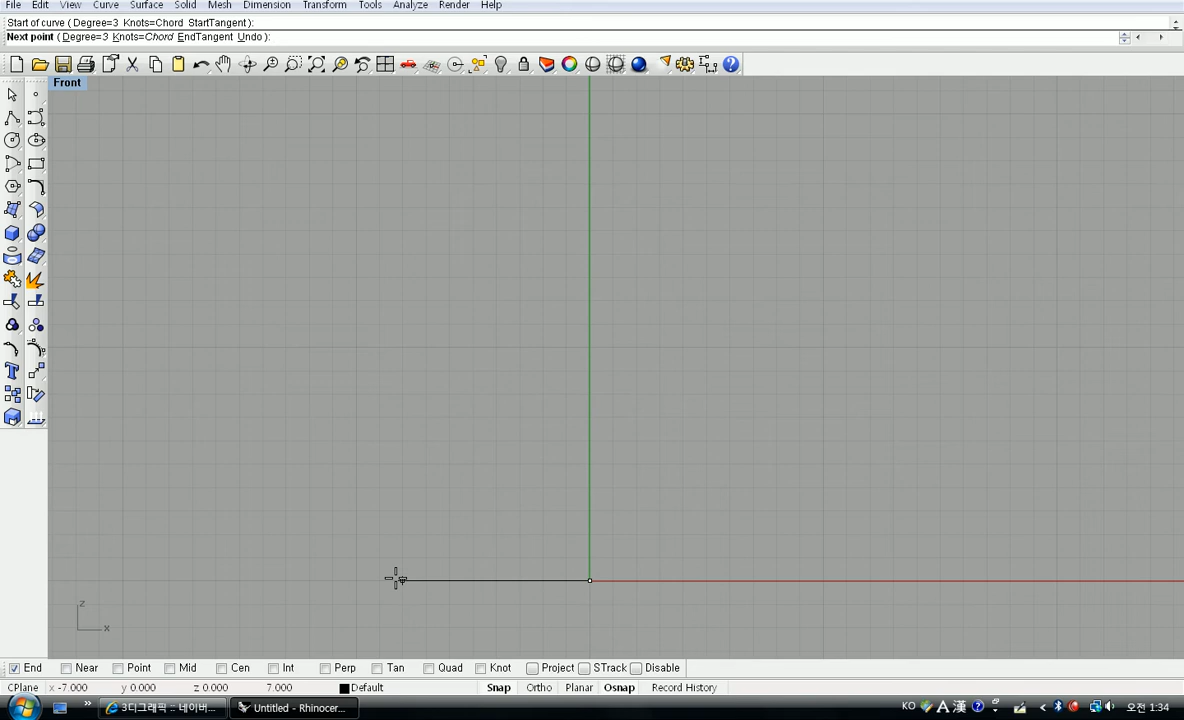 File Edit View Curve Surface Solid Mesh Dimension Transform Tools Analyze Render Help
Start of curve ( Degree=3 Knots=Chord StartTangent ):
Next point ( Degree=3 Knots=Chord EndTangent Undo ):
Front
z
x
End Near Point Mid Cen Int Perp Tan Quad Knot Project STrack Disable
CPlane x -7.000 y 0.000 z 0.000 7.000 Default Snap Ortho Planar Osnap Record History
3디그래픽 :: 네이버... Untitled - Rhinocer... KO A 漢 오전 1:34